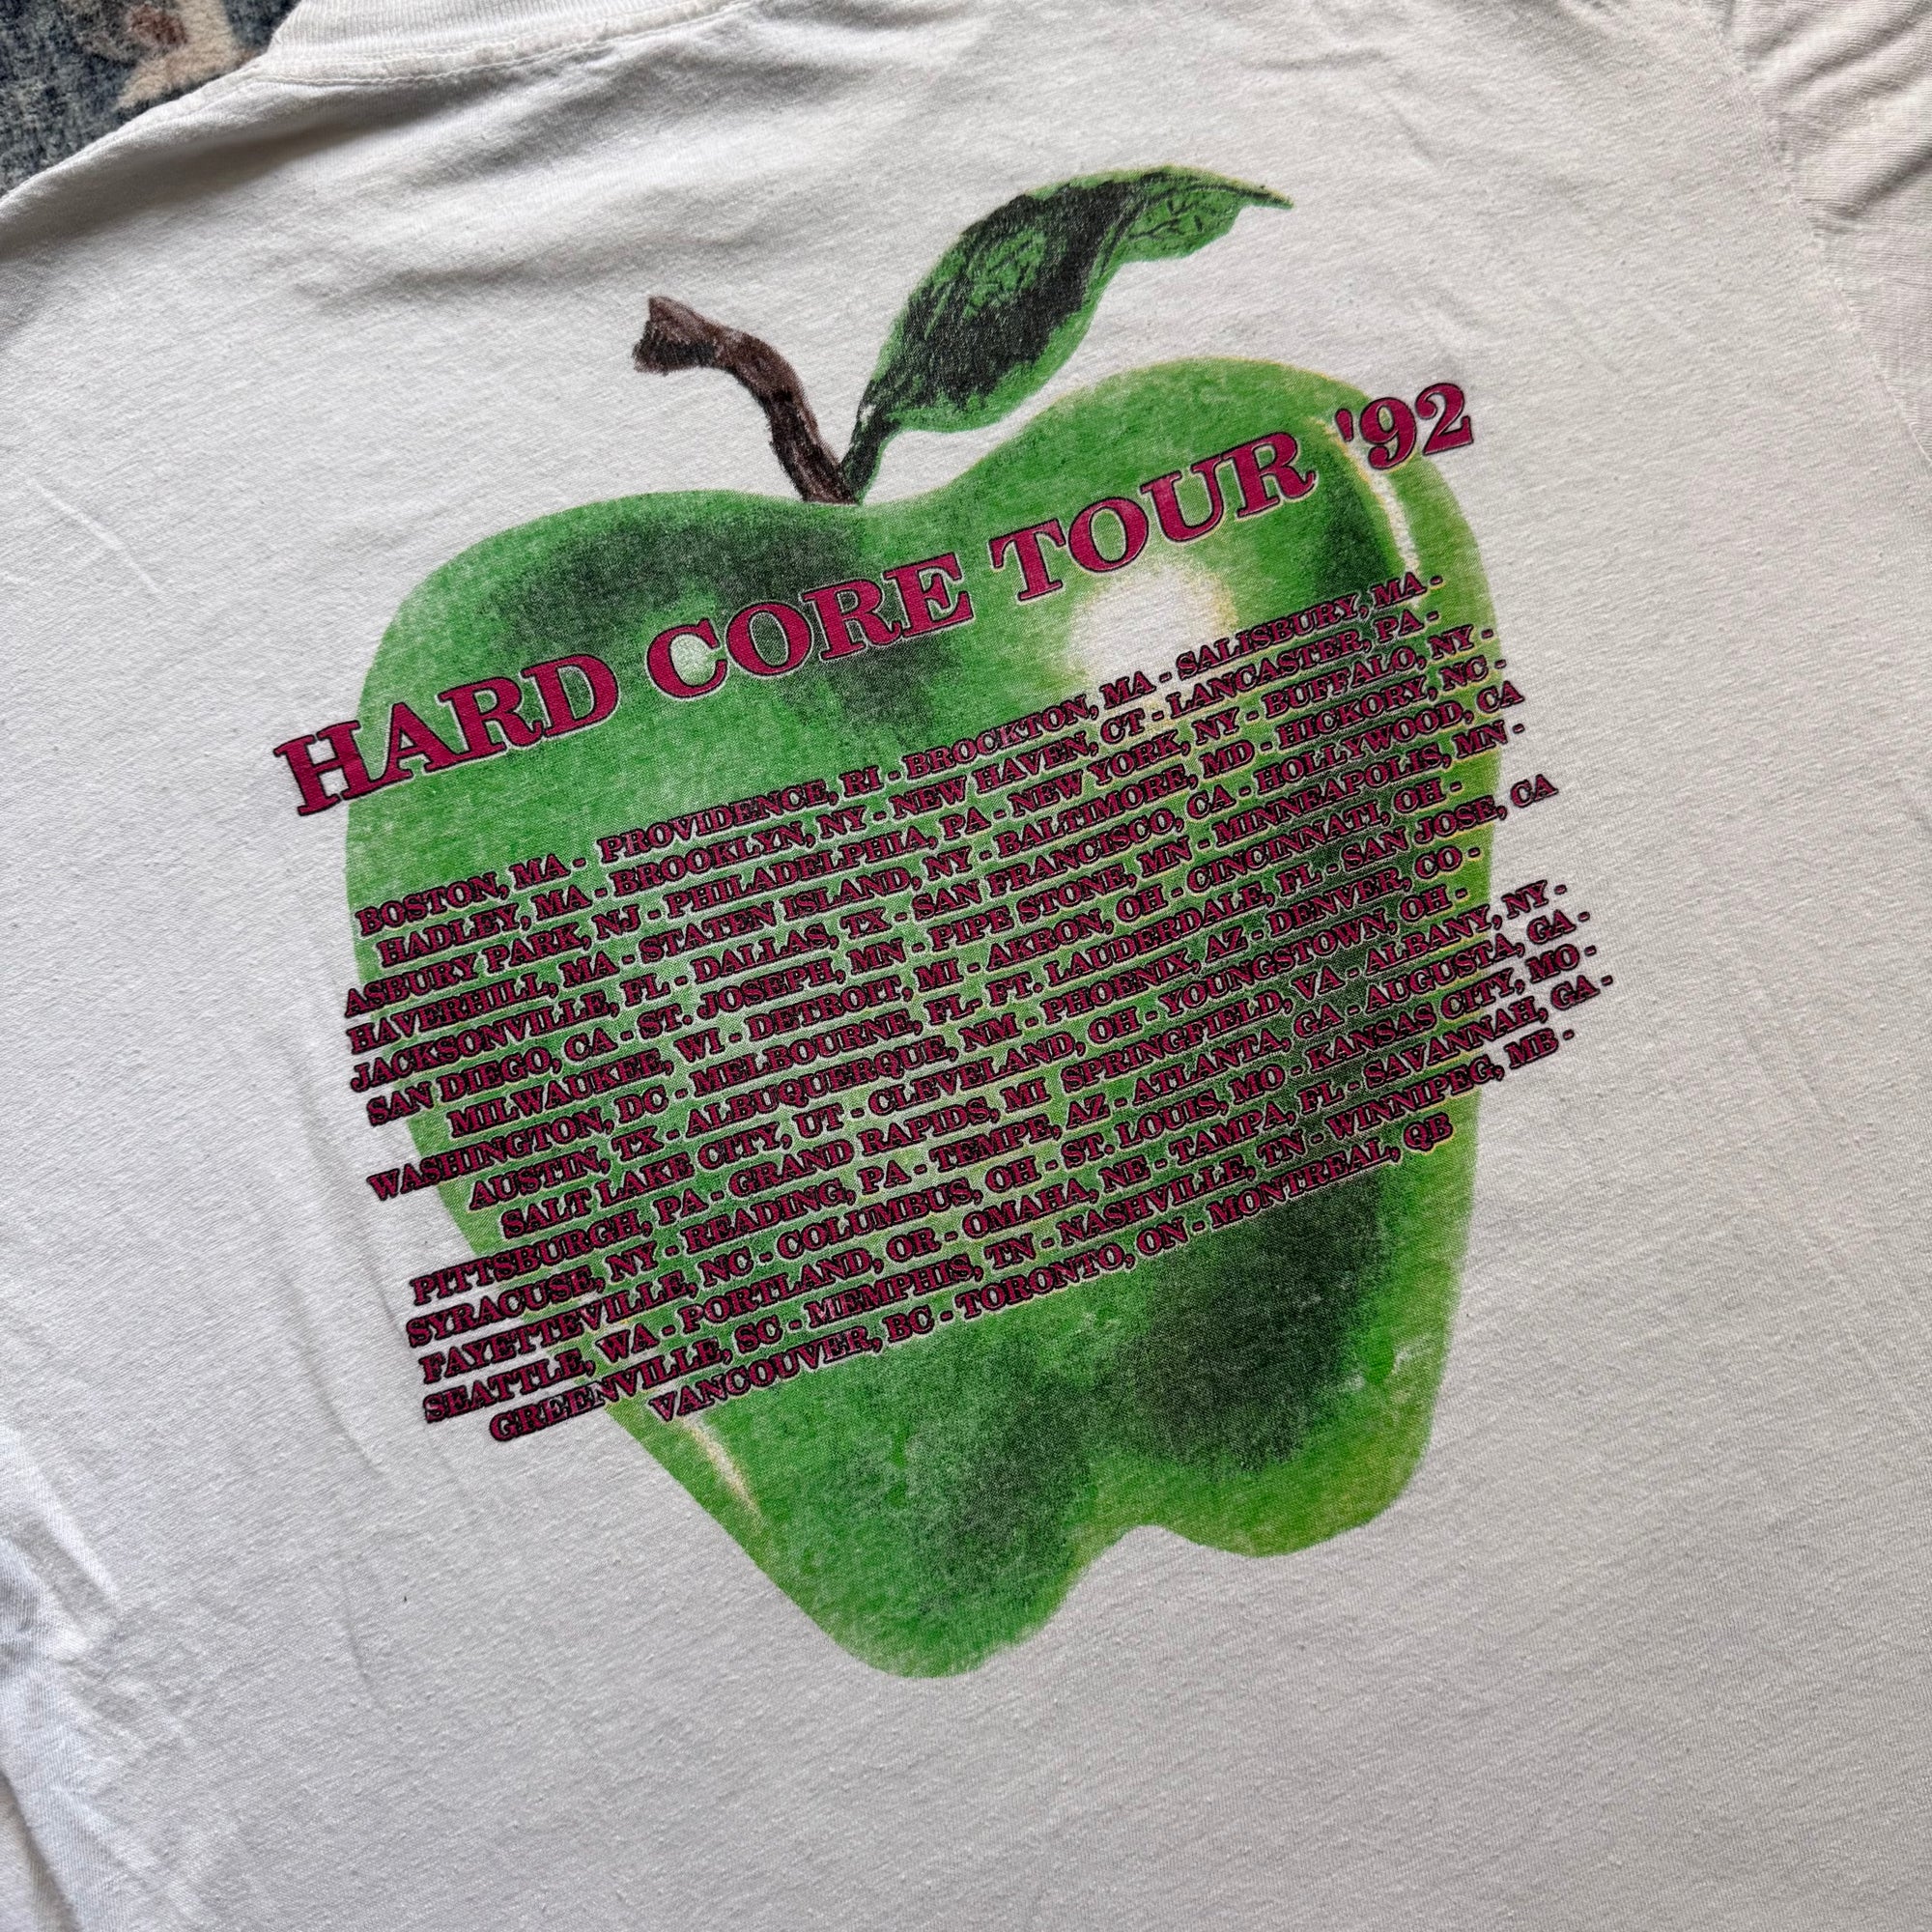 HARD CORE TOUR '92
BOSTON, MA - PROVIDENCE, RI - BROCKTON, MA - SALISBURY, MA -
HADLEY, MA - BROOKLYN, NY - NEW HAVEN, CT - LANCASTER, PA -
ASBURY PARK, NJ - PHILADELPHIA, PA - NEW YORK, NY - BUFFALO, NY -
HAVERHILL, MA - STATEN ISLAND, NY - BALTIMORE, MD - HICKORY, NC -
JACKSONVILLE, FL - DALLAS, TX - SAN FRANCISCO, CA - HOLLYWOOD, CA
SAN DIEGO, CA - ST. JOSEPH, MN - PIPE STONE, MN - MINNEAPOLIS, MN -
MILWAUKEE, WI - DETROIT, MI - AKRON, OH - CINCINNATI, OH -
WASHINGTON, DC - MELBOURNE, FL- FT. LAUDERDALE, FL - SAN JOSE, CA
AUSTIN, TX - ALBUQUERQUE, NM - PHOENIX, AZ - DENVER, CO -
SALT LAKE CITY, UT - CLEVELAND, OH - YOUNGSTOWN, OH -
PITTSBURGH, PA - GRAND RAPIDS, MI SPRINGFIELD, VA - ALBANY, NY -
SYRACUSE, NY - READING, PA - TEMPE, AZ - ATLANTA, GA - AUGUSTA, GA -
FAYETTEVILLE, NC - COLUMBUS, OH - ST. LOUIS, MO - KANSAS CITY, MO -
SEATTLE, WA - PORTLAND, OR - OMAHA, NE - TAMPA, FL - SAVANNAH, GA -
GREENVILLE, SC - MEMPHIS, TN - NASHVILLE, TN - WINNIPEG, MB -
VANCOUVER, BC - TORONTO, ON - MONTREAL, QB